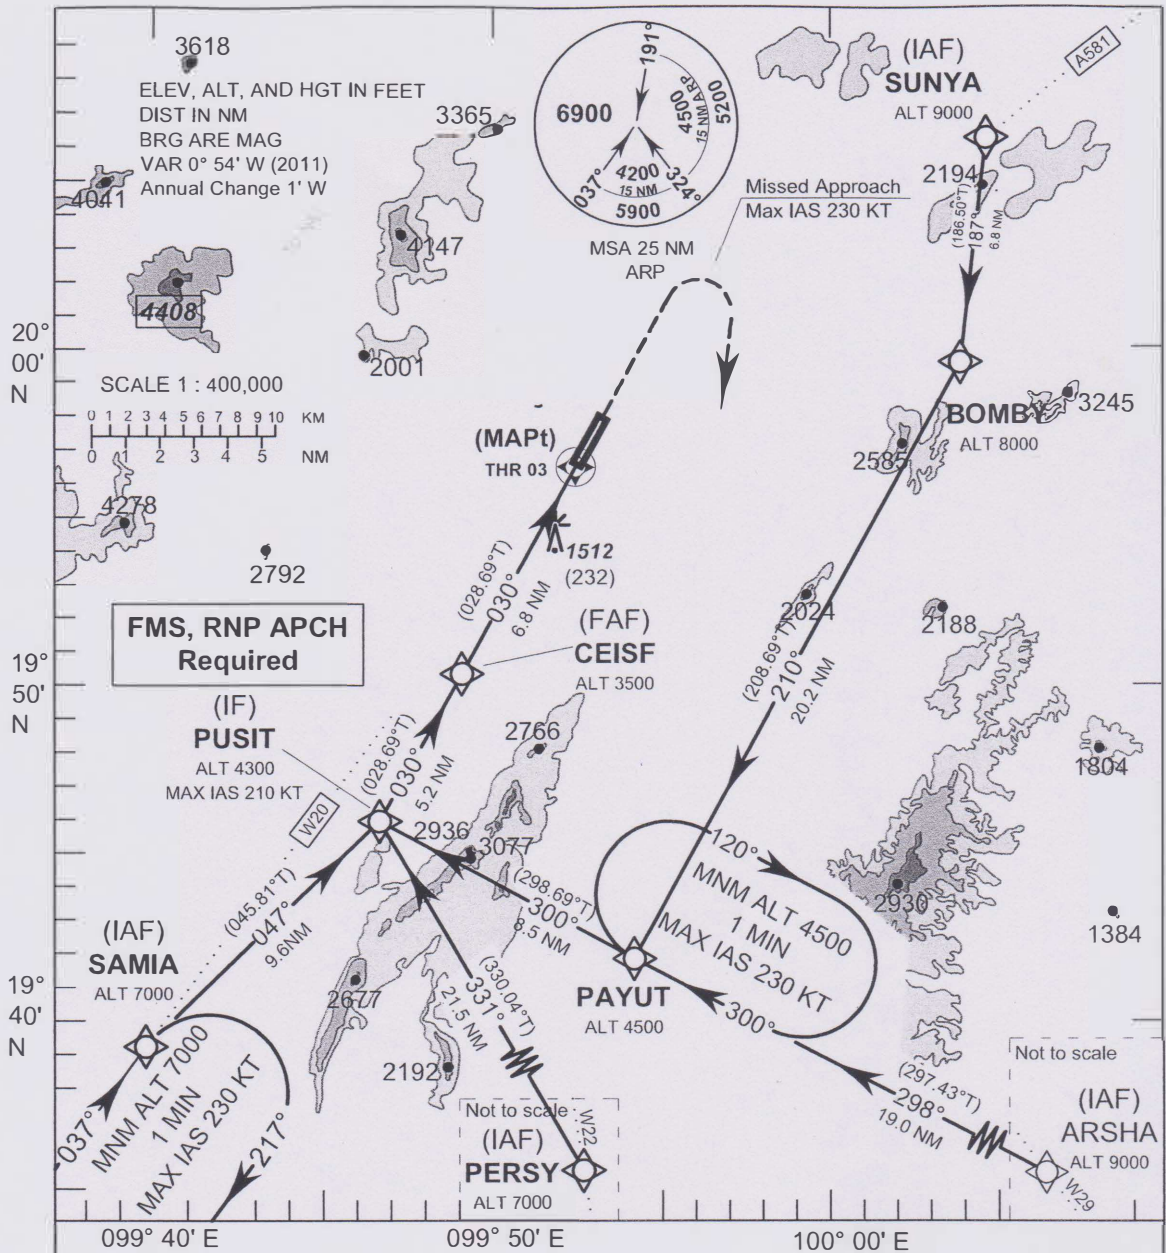 3618
ELEV, ALT, AND HGT IN FEET
DIST IN NM
BRG ARE MAG
VAR 0° 54' W (2011)
Annual Change 1' W
3365
4041
4147
4408
2001
191°
6900
4500
15 NM ARP
5200
037°
4200
15 NM
324°
5900
MSA 25 NM
ARP
Missed Approach
Max IAS 230 KT
(IAF)
SUNYA
ALT 9000
A581
2194
(186.50°T)
187°
6.8 NM
20°
00'
N
SCALE 1 : 400,000
0 1 2 3 4 5 6 7 8 9 10 KM
0 1 2 3 4 5 NM
(MAPt)
THR 03
BOMBY
ALT 8000
3245
2585
4278
2792
1512
(232)
(028.69°T)
030°
6.8 NM
2024
2188
FMS, RNP APCH
Required
(FAF)
CEISF
ALT 3500
(208.69°T)
210°
20.2 NM
19°
50'
N
(IF)
PUSIT
ALT 4300
MAX IAS 210 KT
(028.69°T)
030°
5.2 NM
2766
1804
W20
2936
3077
(298.69°T)
300°
8.5 NM
120°
MNM ALT 4500
1 MIN
MAX IAS 230 KT
300°
2930
1384
(045.81°T)
047°
9.6NM
(IAF)
SAMIA
ALT 7000
2677
(330.04°T)
331°
21.5 NM
PAYUT
ALT 4500
19°
40'
N
2192
037°
MNM ALT 7000
1 MIN
MAX IAS 230 KT
217°
Not to scale
W22
(IAF)
PERSY
ALT 7000
(297.43°T)
298°
19.0 NM
Not to scale
(IAF)
ARSHA
ALT 9000
W29
099° 40' E
099° 50' E
100° 00' E